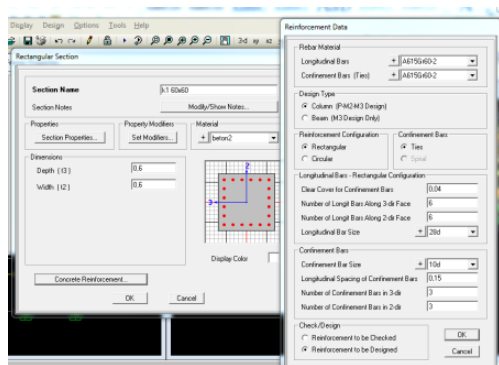 Display Design Options Tools Help
3-d xy xz
Rectangular Section
Section Name k1 60x60
Section Notes Modify/Show Notes...
Properties Property Modifiers Material
Section Properties... Set Modifiers... + beton2
Dimensions
Depth ( t3 ) 0,6
Width ( t2 ) 0,6
2
3
Display Color
Concrete Reinforcement...
OK Cancel
Reinforcement Data
Rebar Material
Longitudinal Bars + A615Gr60-2
Confinement Bars (Ties) + A615Gr60-2
Design Type
Column (P-M2-M3 Design)
Beam (M3 Design Only)
Reinforcement Configuration Confinement Bars
Rectangular Ties
Circular Spiral
Longitudinal Bars - Rectangular Configuration
Clear Cover for Confinement Bars 0,04
Number of Longit Bars Along 3-dir Face 6
Number of Longit Bars Along 2-dir Face 6
Longitudinal Bar Size + 28d
Confinement Bars
Confinement Bar Size + 10d
Longitudinal Spacing of Confinement Bars 0,15
Number of Confinement Bars in 3-dir 3
Number of Confinement Bars in 2-dir 3
Check/Design
Reinforcement to be Checked OK
Reinforcement to be Designed Cancel